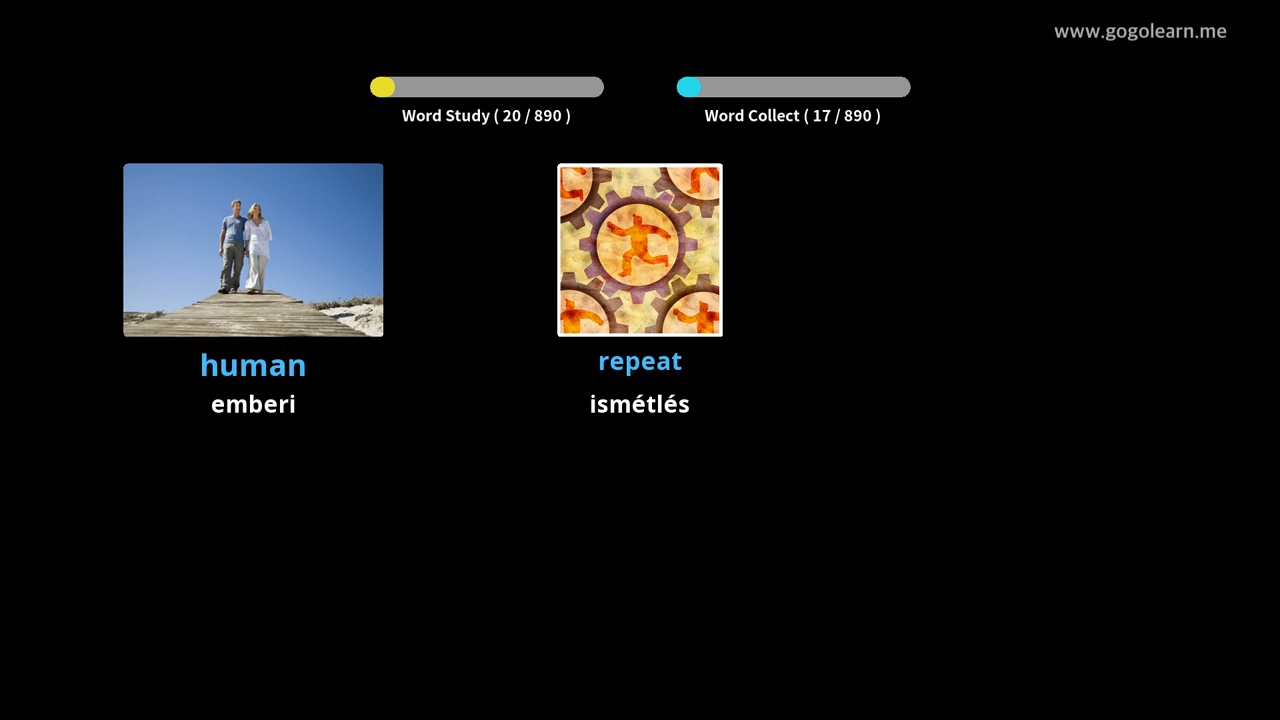 www.gogolearn.me
Word Study ( 20 / 890 )
Word Collect ( 17 / 890 )
human
emberi
repeat
ismétlés